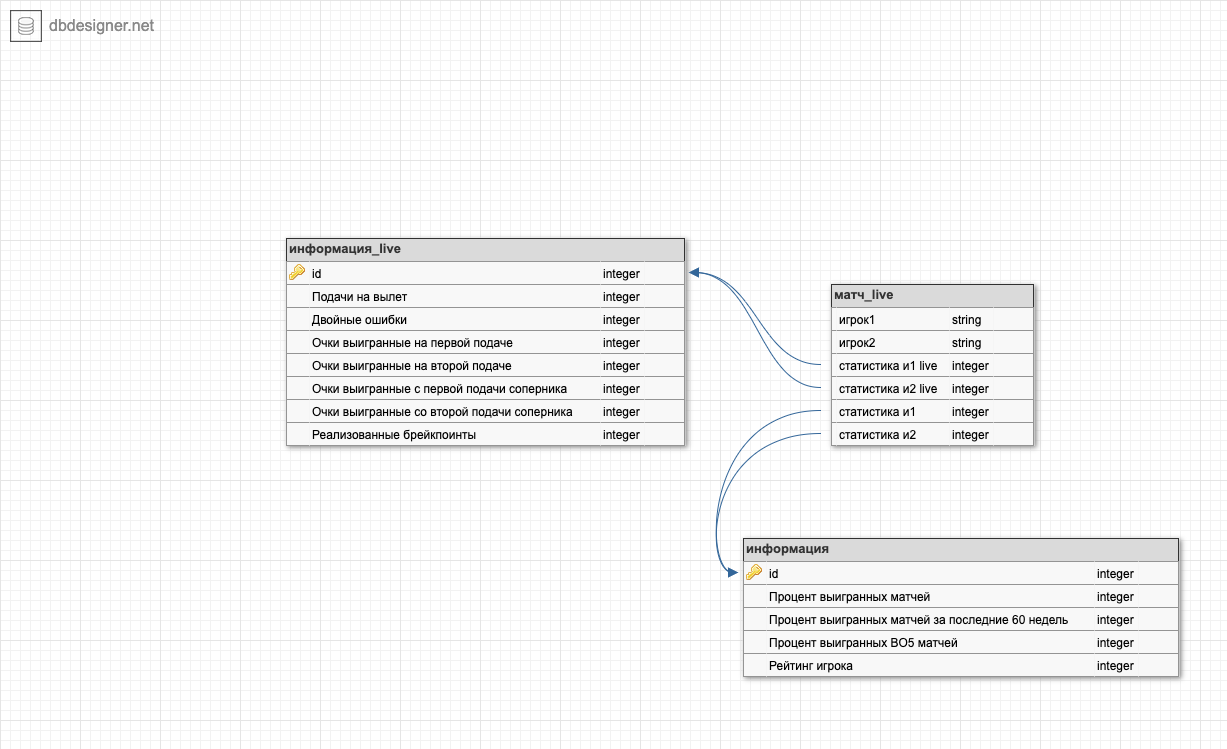 dbdesigner.net
информация_live
id integer
Подачи на вылет integer
Двойные ошибки integer
Очки выигранные на первой подаче integer
Очки выигранные на второй подаче integer
Очки выигранные с первой подачи соперника integer
Очки выигранные со второй подачи соперника integer
Реализованные брейкпоинты integer
матч_live
игрок1 string
игрок2 string
статистика и1 live integer
статистика и2 live integer
статистика и1 integer
статистика и2 integer
информация
id integer
Процент выигранных матчей integer
Процент выигранных матчей за последние 60 недель integer
Процент выигранных BO5 матчей integer
Рейтинг игрока integer